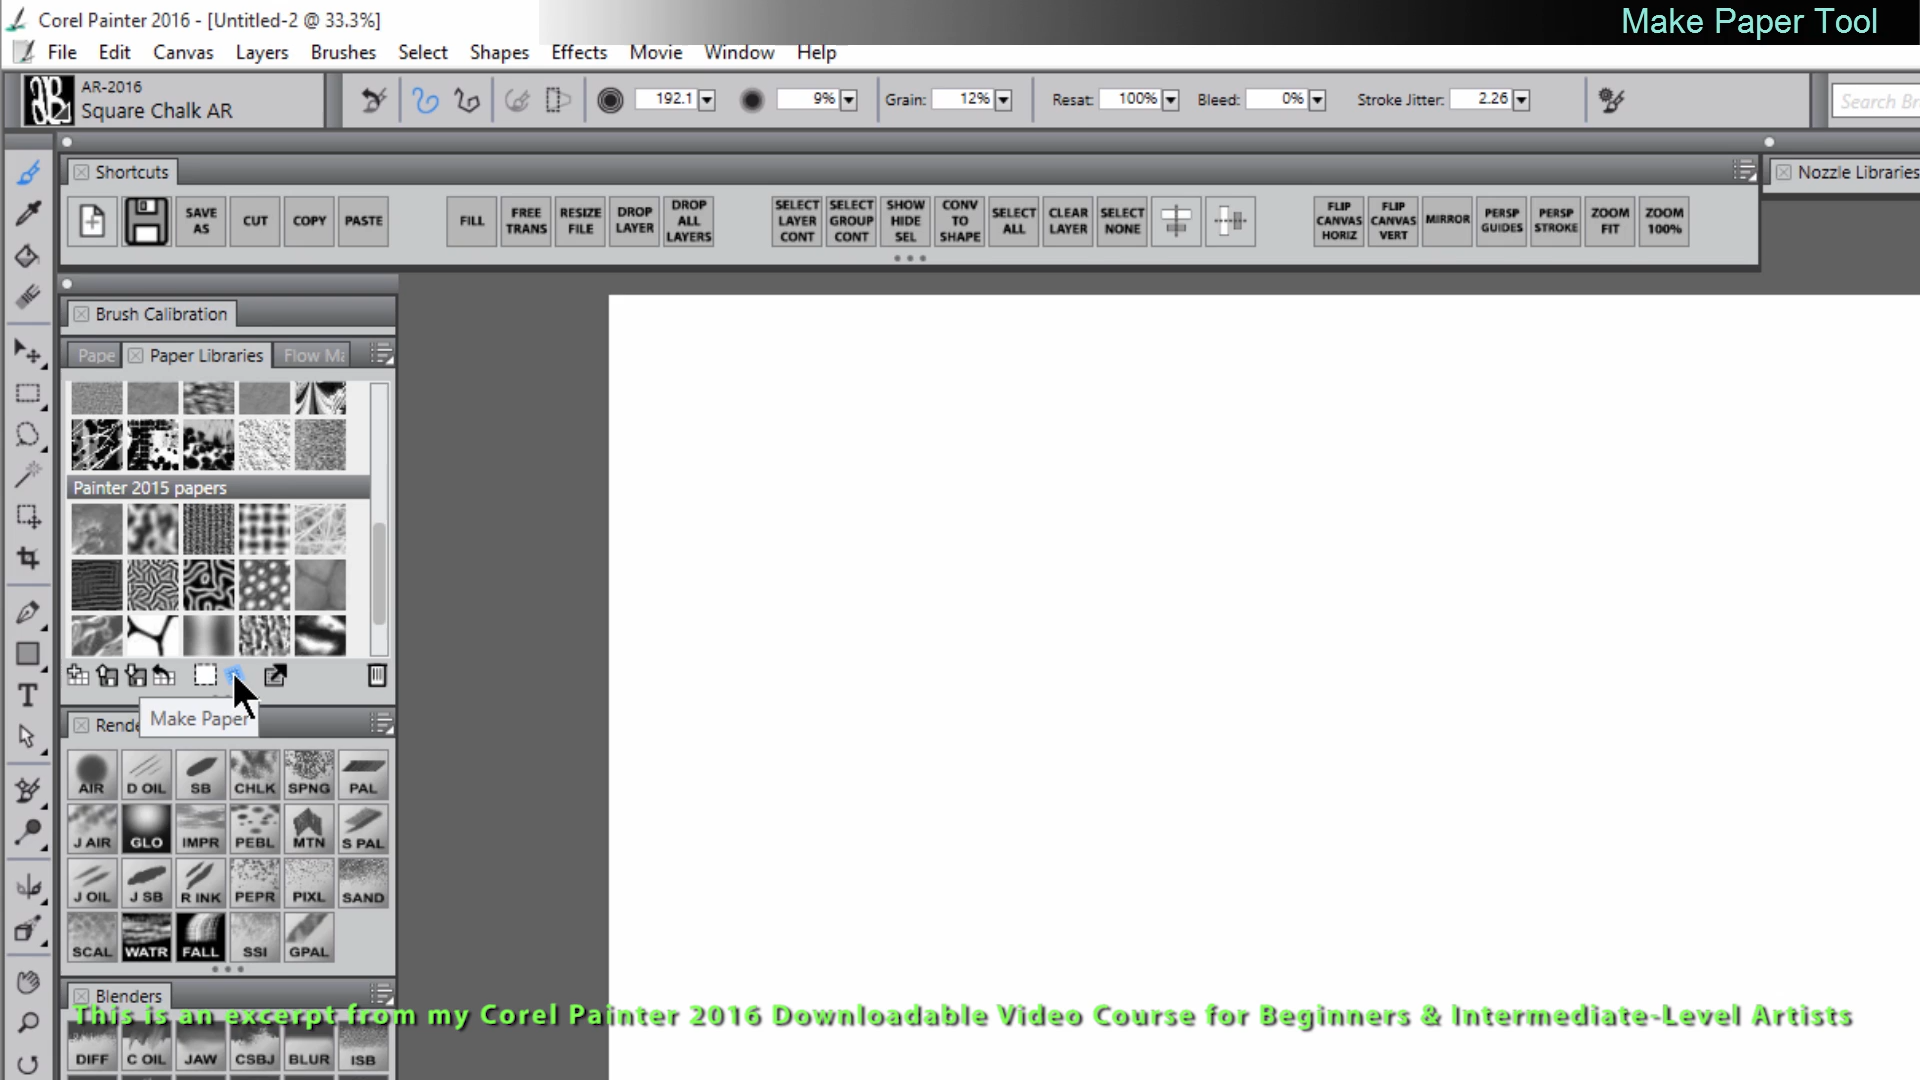 Corel Painter 2016 - [Untitled-2 @ 33.3%]
Make Paper Tool
File Edit Canvas Layers Brushes Select Shapes Effects Movie Window Help
AR-2016
Square Chalk AR
192.1
9%
Grain: 12%
Resat: 100%
Bleed: 0%
Stroke Jitter: 2.26
Search Br
Shortcuts
Nozzle Libraries
SAVE AS
CUT
COPY
PASTE
FILL
FREE TRANS
RESIZE FILE
DROP LAYER
DROP ALL LAYERS
SELECT LAYER CONT
SELECT GROUP CONT
SHOW HIDE SEL
CONV TO SHAPE
SELECT ALL
CLEAR LAYER
SELECT NONE
FLIP CANVAS HORIZ
FLIP CANVAS VERT
MIRROR
PERSP GUIDES
PERSP STROKE
ZOOM FIT
ZOOM 100%
Brush Calibration
Pape Paper Libraries Flow Ma
Painter 2015 papers
Make Paper
Rende
AIR D OIL SB CHLK SPNG PAL
J AIR GLO IMPR PEBL MTN S PAL
J OIL J SB R INK PEPR PIXL SAND
SCAL WATR FALL SSI GPAL
Blenders
This is an excerpt from my Corel Painter 2016 Downloadable Video Course for Beginners & Intermediate-Level Artists
DIFF C OIL JAW CSBJ BLUR ISB